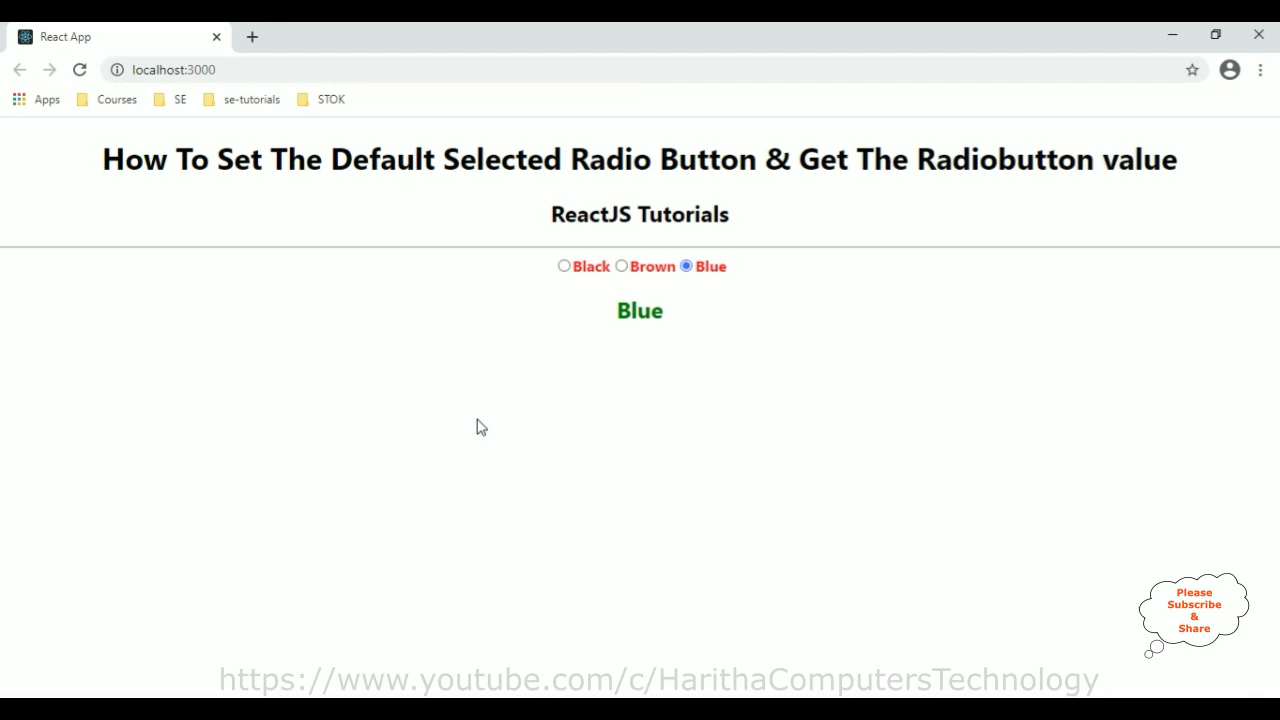 React App
localhost:3000
Apps Courses SE se-tutorials STOK
How To Set The Default Selected Radio Button & Get The Radiobutton value
ReactJS Tutorials
Black Brown Blue
Blue
Please
Subscribe
&
Share
https://www.youtube.com/c/HarithaComputersTechnology